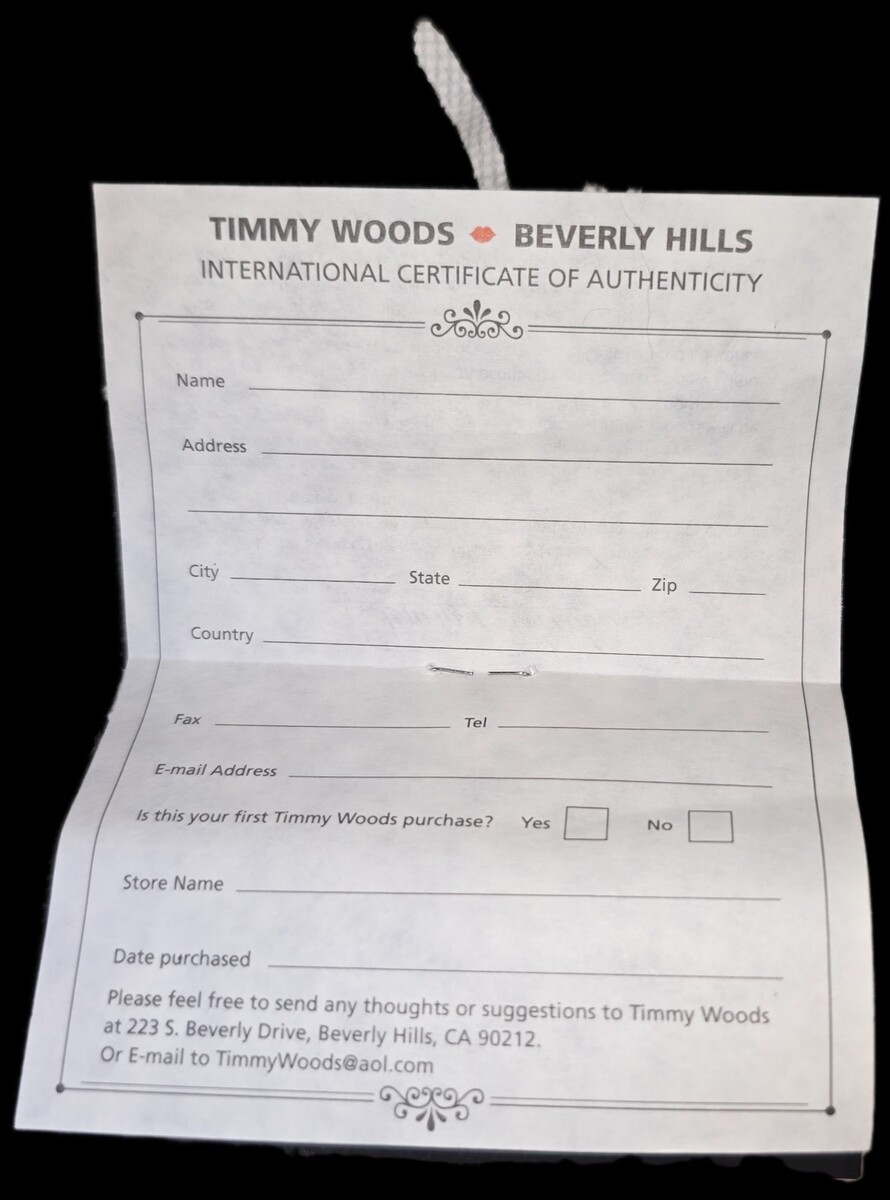 TIMMY WOODS BEVERLY HILLS
INTERNATIONAL CERTIFICATE OF AUTHENTICITY
Name
Address
City State Zip
Country
Fax Tel
E-mail Address
Is this your first Timmy Woods purchase? Yes No
Store Name
Date purchased
Please feel free to send any thoughts or suggestions to Timmy Woods
at 223 S. Beverly Drive, Beverly Hills, CA 90212.
Or E-mail to TimmyWoods@aol.com